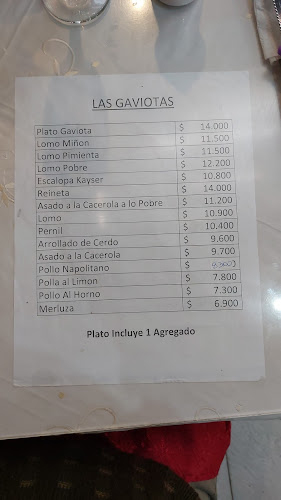 LAS GAVIOTAS
Plato Gaviota $ 14.000
Lomo Miñon $ 11.500
Lomo Pimienta $ 11.500
Lomo Pobre $ 12.200
Escalopa Kayser $ 10.800
Reineta $ 14.000
Asado a la Cacerola a lo Pobre $ 11.200
Lomo $ 10.900
Pernil $ 10.400
Arrollado de Cerdo $ 9.600
Asado a la Cacerola $ 9.700
Pollo Napolitano $
Polla al Limon $ 7.800
Pollo Al Horno $ 7.300
Merluza $ 6.900
Plato Incluye 1 Agregado